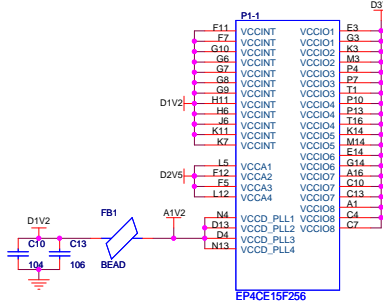 D3
P1-1
F11 VCCINT VCCIO1 E3
F7 VCCINT VCCIO1 G3
G10 VCCINT VCCIO2 K3
G6 VCCINT VCCIO2 M3
G7 VCCINT VCCIO3 P4
G8 VCCINT VCCIO3 P7
G9 VCCINT VCCIO3 T1
D1V2 H11 VCCINT VCCIO4 P10
H6 VCCINT VCCIO4 P13
J6 VCCINT VCCIO4 T16
K11 VCCINT VCCIO5 K14
K7 VCCINT VCCIO5 M14
VCCIO6 E14
L5 VCCA1 VCCIO6 G14
D2V5 F12 VCCA2 VCCIO7 A16
F5 VCCA3 VCCIO7 C10
L12 VCCA4 VCCIO7 C13
VCCIO8 A1
D1V2 FB1 A1V2 N4 VCCD_PLL1 VCCIO8 C4
D13 VCCD_PLL2 VCCIO8 C7
D4 VCCD_PLL3
N13 VCCD_PLL4
C10 C13
104 106 BEAD
EP4CE15F256